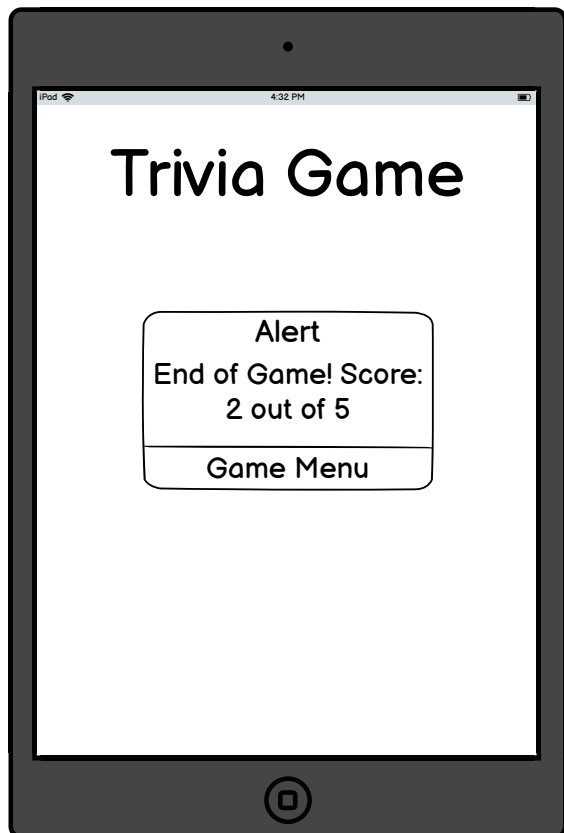 iPad 4:32 PM
Trivia Game
Alert
End of Game! Score:
2 out of 5
Game Menu